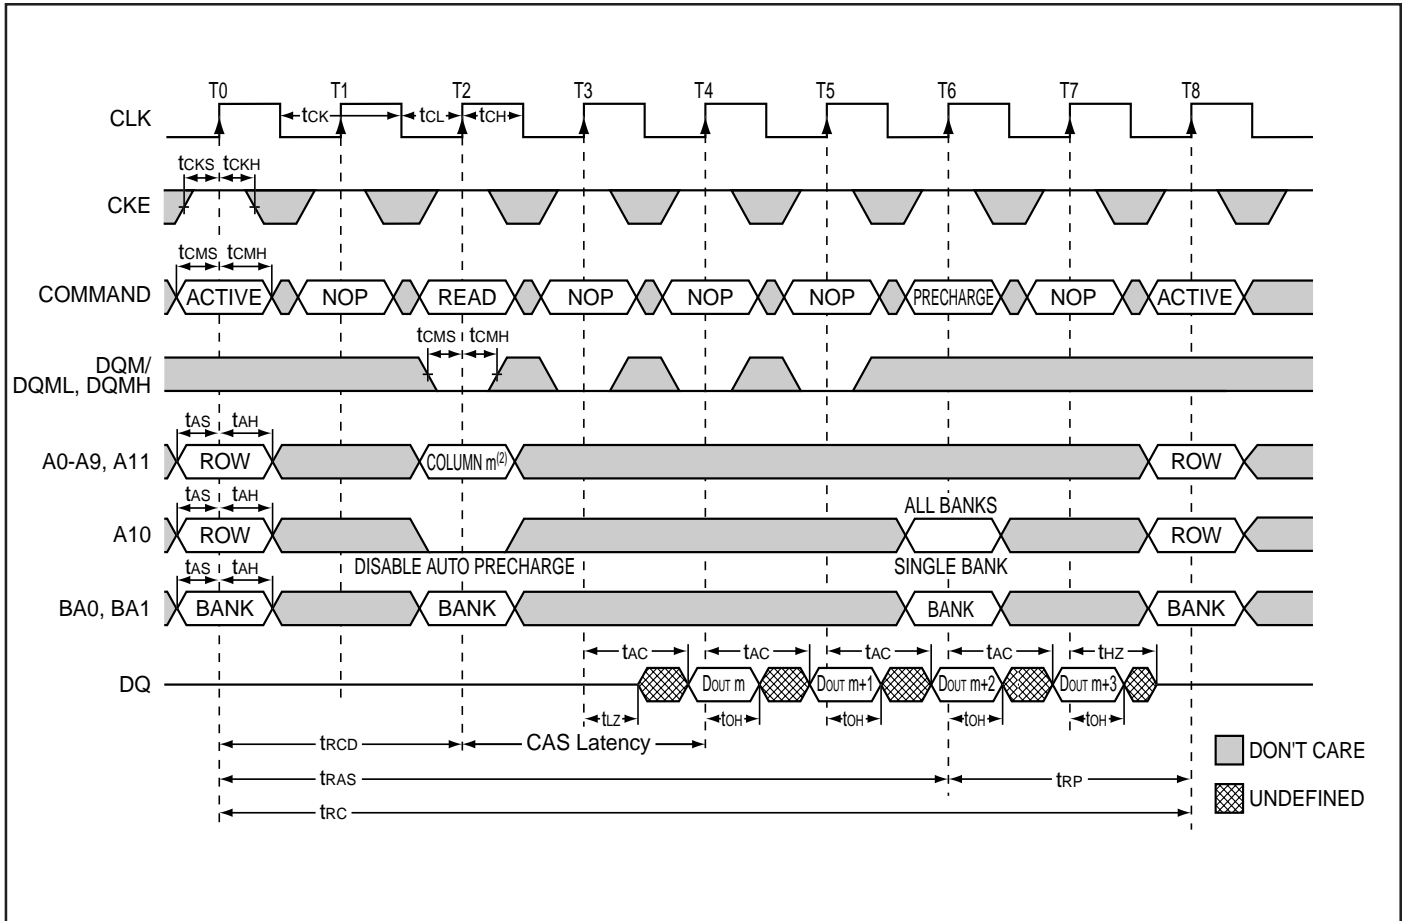 T0 T1 T2 T3 T4 T5 T6 T7 T8
CLK tCK tCL tCH
tCKS tCKH
CKE
tCMS tCMH
COMMAND ACTIVE NOP READ NOP NOP NOP PRECHARGE NOP ACTIVE
tCMS tCMH
DQM/
DQML, DQMH
tAS tAH
A0-A9, A11 ROW COLUMN m(2) ROW
tAS tAH ALL BANKS
A10 ROW ROW
DISABLE AUTO PRECHARGE SINGLE BANK
tAS tAH
BA0, BA1 BANK BANK BANK BANK
tAC tAC tAC tAC tHZ
DQ DOUT m DOUT m+1 DOUT m+2 DOUT m+3
tLZ tOH tOH tOH tOH
tRCD CAS Latency
DON'T CARE
tRAS tRP
UNDEFINED
tRC